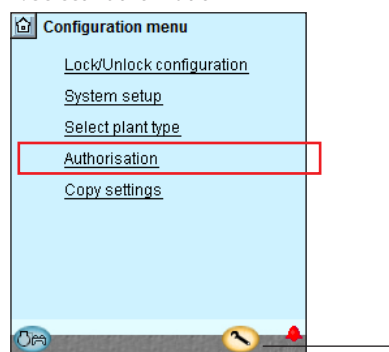 Configuration menu
Lock/Unlock configuration
System setup
Select plant type
Authorisation
Copy settings